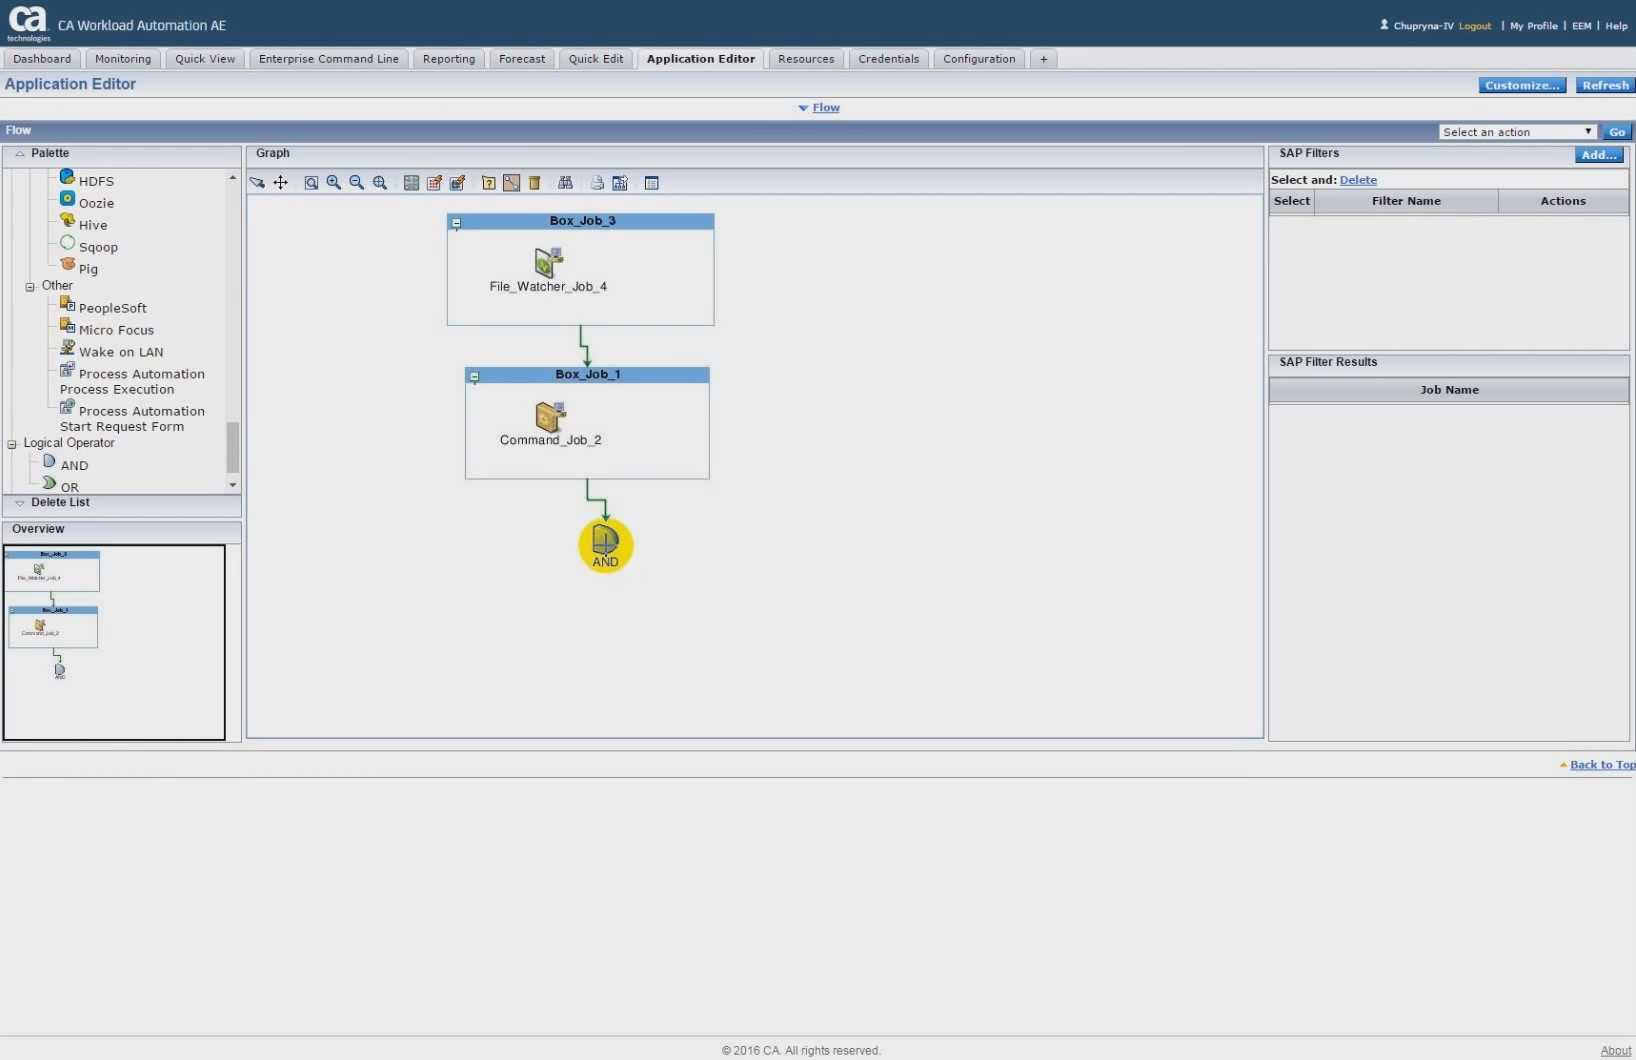 ca
technologies
CA Workload Automation AE
Chupryna-IV Logout | My Profile | EEM | Help
Dashboard Monitoring Quick View Enterprise Command Line Reporting Forecast Quick Edit Application Editor Resources Credentials Configuration +
Application Editor
Customize... Refresh
Flow
Flow
Select an action Go
Palette
HDFS
Oozie
Hive
Sqoop
Pig
Other
PeopleSoft
Micro Focus
Wake on LAN
Process Automation
Process Execution
Process Automation
Start Request Form
Logical Operator
AND
OR
Delete List
Overview
Box_Job_3
File_Watcher_Job_4
Box_Job_1
Command_Job_2
AND
Graph
Box_Job_3
File_Watcher_Job_4
Box_Job_1
Command_Job_2
AND
SAP Filters
Add...
Select and: Delete
Select Filter Name Actions
SAP Filter Results
Job Name
Back to Top
© 2016 CA. All rights reserved.
About